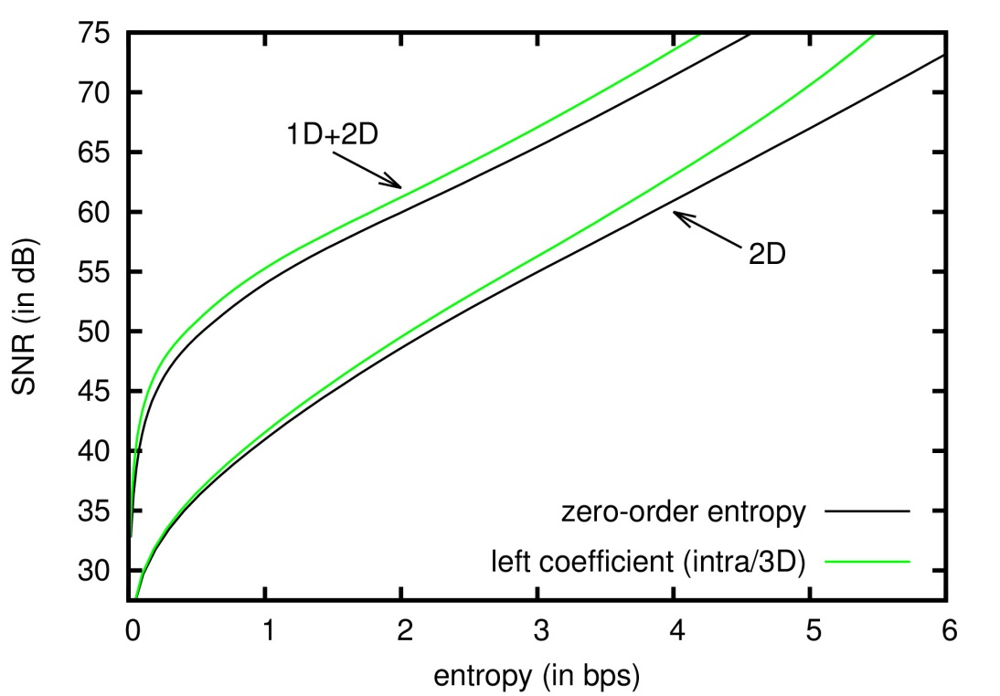 75
70
65
60
55
50
45
40
35
30
SNR (in dB)
1D+2D
2D
zero-order entropy
left coefficient (intra/3D)
0 1 2 3 4 5 6
entropy (in bps)